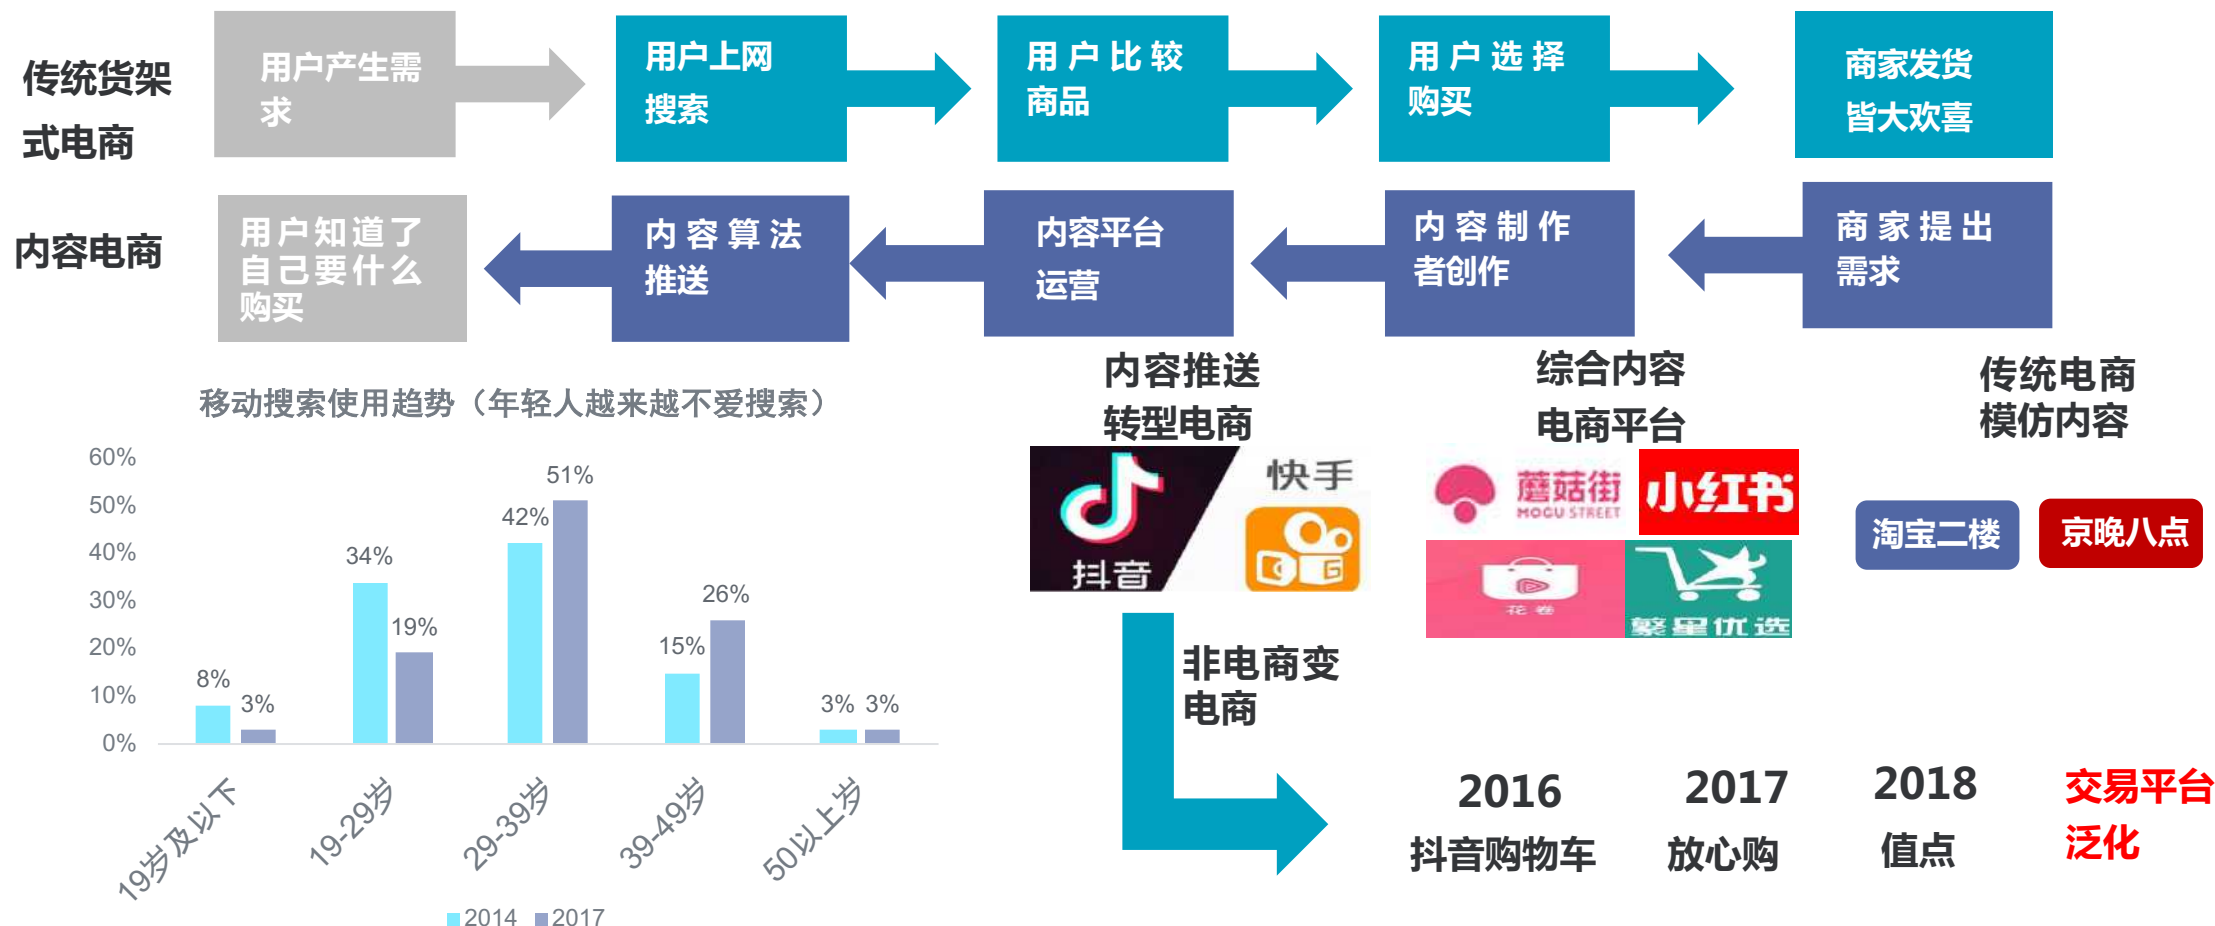 传统货架
式电商
用户产生需
求
用户上网
搜索
用户比较
商品
用户选择
购买
商家发货
皆大欢喜
内容电商
用户知道了
自己要什么
购买
内容算法
推送
内容平台
运营
内容制作
者创作
商家提出
需求
移动搜索使用趋势（年轻人越来越不爱搜索）
60%
50%
40%
30%
20%
10%
0%
8%
3%
34%
19%
42%
51%
15%
26%
3%
3%
19岁及以下
19-29岁
29-39岁
39-49岁
50以上岁
2014
2017
内容推送
转型电商
抖音
快手
综合内容
电商平台
蘑菇街
MOGU STREET
小红书
花卷
繁星优选
传统电商
模仿内容
淘宝二楼
京晚八点
非电商变
电商
2016
抖音购物车
2017
放心购
2018
值点
交易平台
泛化